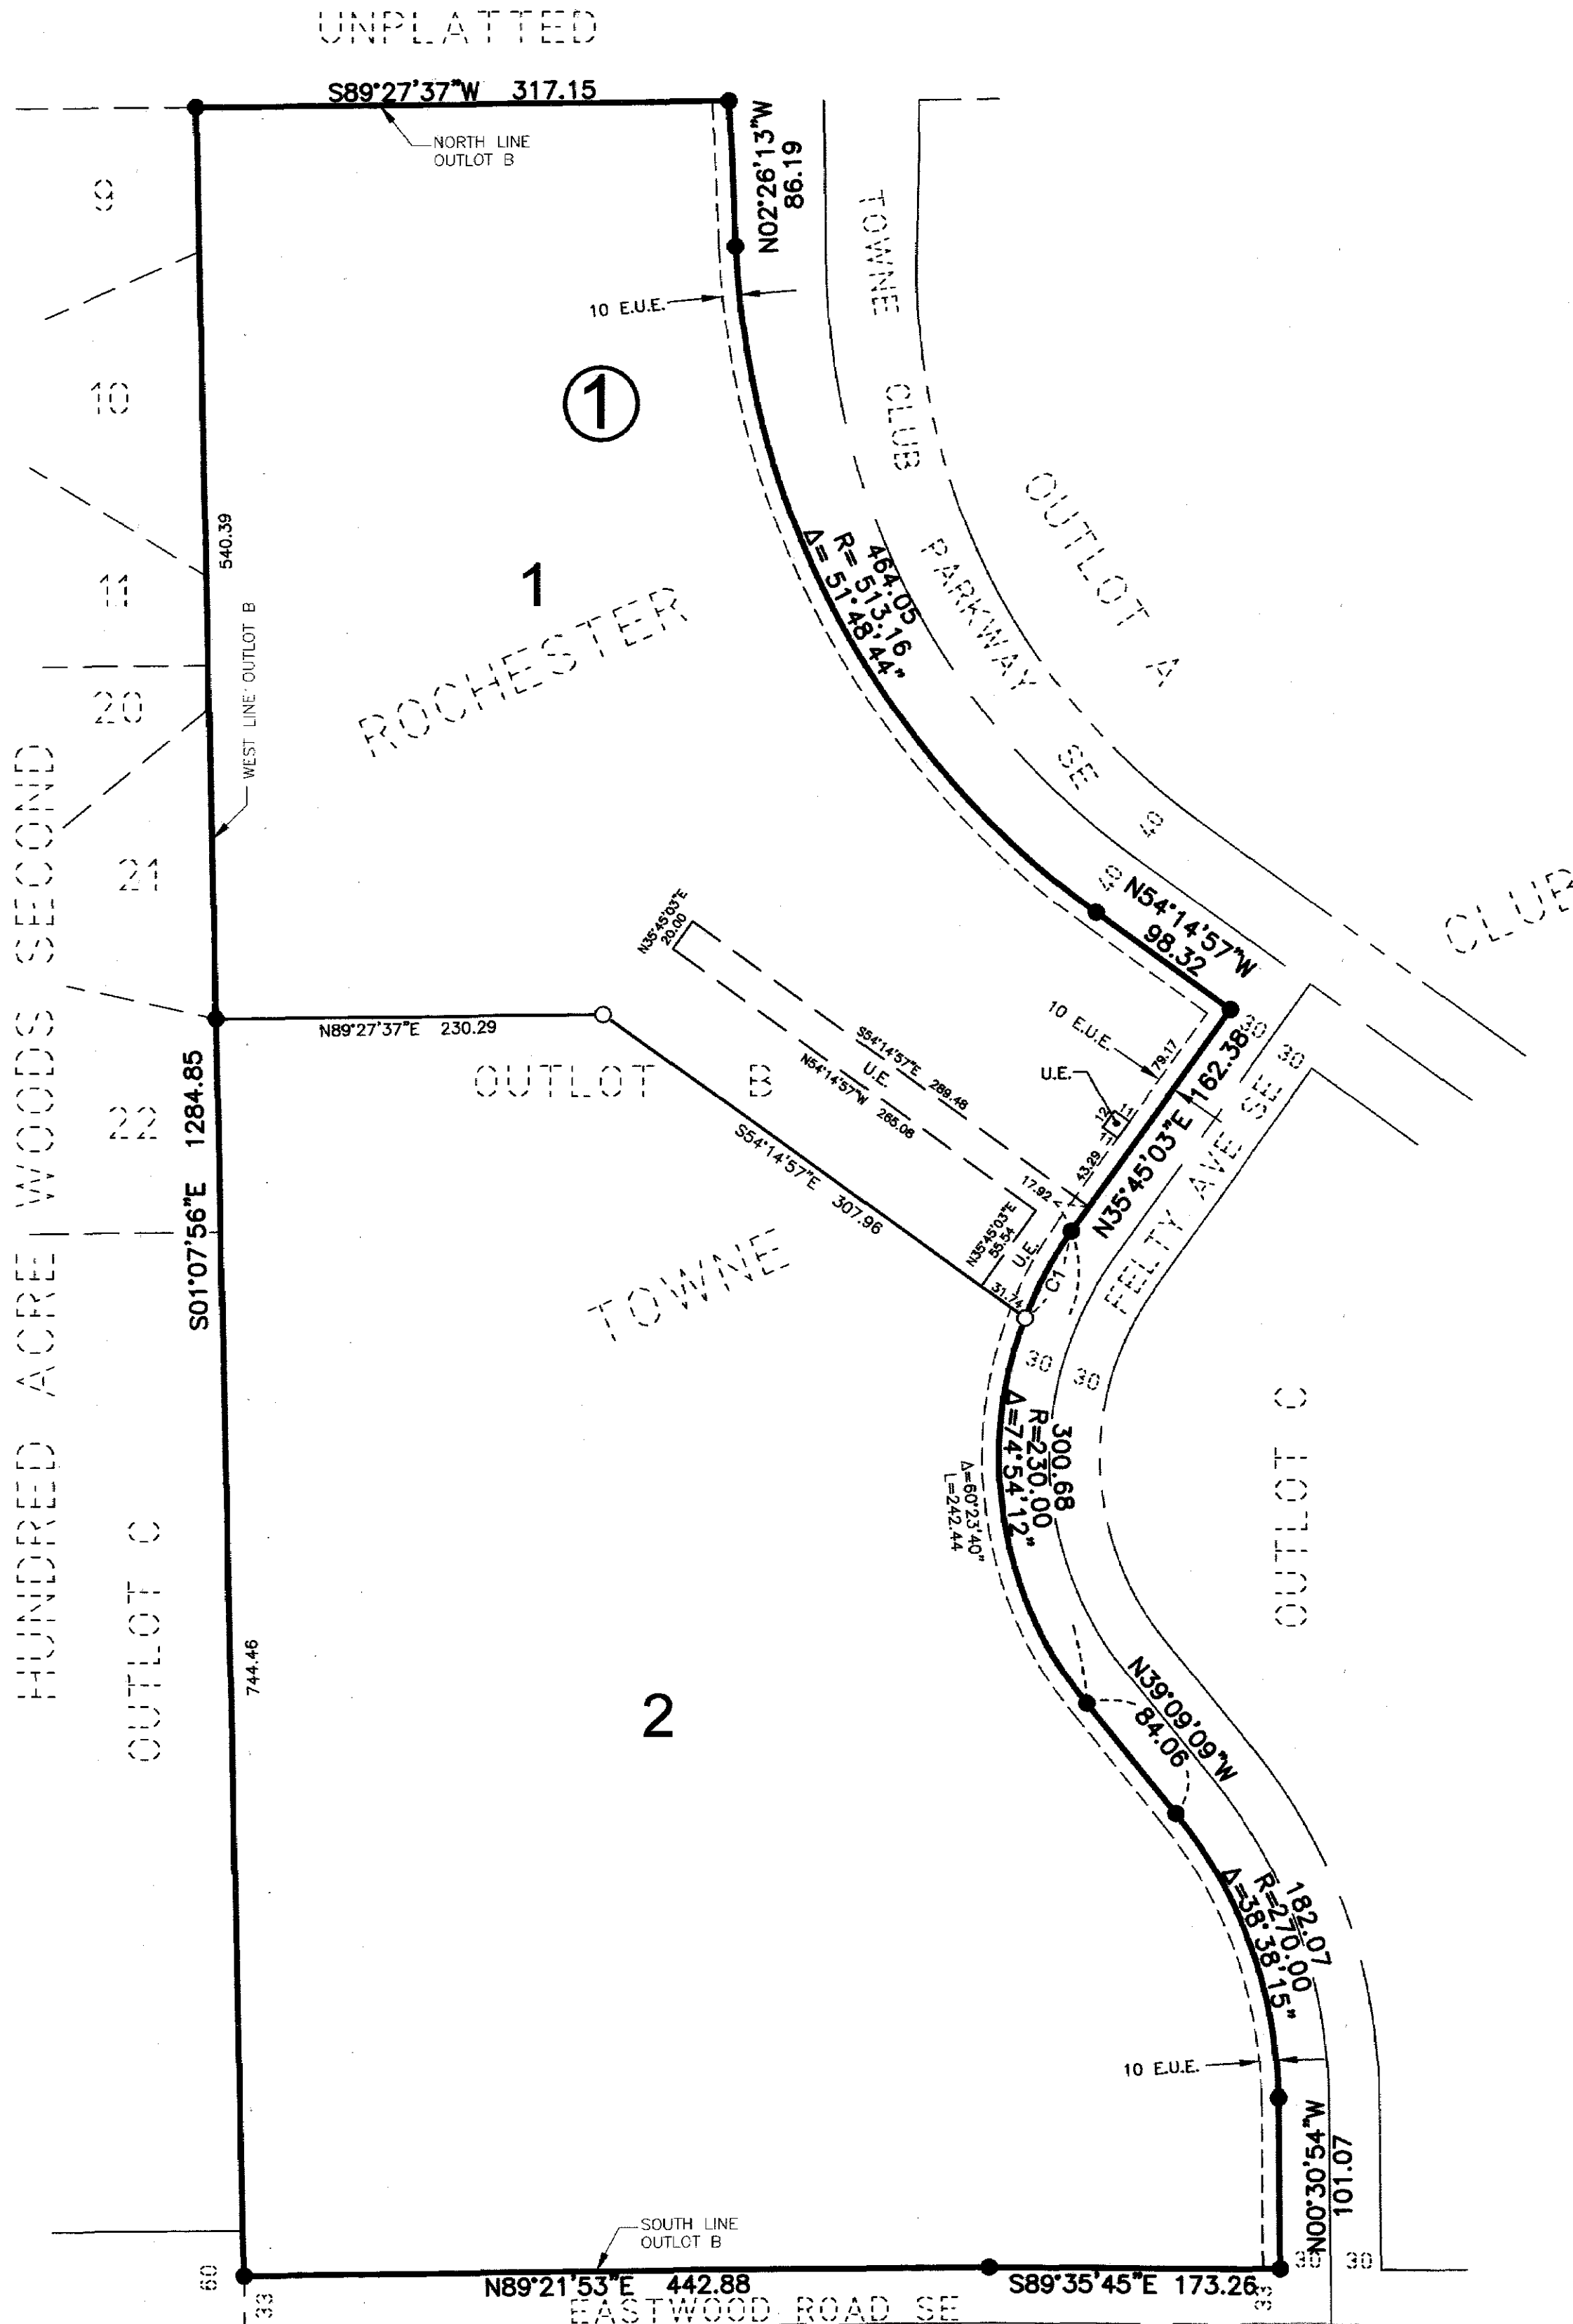 UNPLATTED
S89°27'37"W 317.15
NORTH LINE
OUTLOT B
N02°26'13"W
86.19
9
10 E.U.E.
TOWNE CLUB PARKWAY SE
1
10
540.39
1
11
464.05
R= 513.16
Δ= 51°48'44"
OUTLOT A
WEST LINE OUTLOT B
ROCHESTER
20
21
40
40
N54°14'57"W
98.32
CLUB
HUNDRED ACRE WOODS SECOND
N35°45'03"E
20.00
N89°27'37"E 230.29
10 E.U.E.
79.17
30
30
S54°14'57"E 289.48
U.E.
N54°14'57"W 265.08
U.E.
12
11
11
43.29
N35°45'03"E 162.38
OUTLOT B
22
S01°07'56"E 1284.85
S54°14'57"E 307.96
17.92
N35°45'03"E
55.54
U.E.
31.74
C1
FELTY AVE SE
TOWNE
30
30
300.68
R=230.00
Δ=74°54'12"
Δ=60°23'40"
L=242.44
OUTLOT C
OUTLOT C
744.46
2
N39°09'09"W
84.06
182.07
R=270.00
Δ=38°38'15"
10 E.U.E.
N00°30'54"W
101.07
SOUTH LINE
OUTLOT B
60
33
N89°21'53"E 442.88
S89°35'45"E 173.26
33
30
30
EASTWOOD ROAD SE